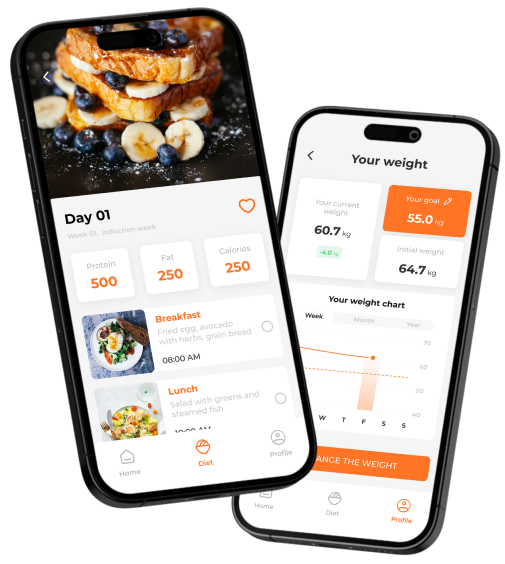 Day 01
Week 01, induction week
Protein
500
Fat
250
Calories
250
Breakfast
Fried egg, avocado
with herbs, grain bread
08:00 AM
Lunch
Salad with greens and
steamed fish
Home
Diet
Profile
Your weight
Your current
weight
60.7 kg
-4.0 kg
Your goal
55.0 kg
Initial weight
64.7 kg
Your weight chart
Week
Month
Year
70
60
50
40
W T F S S
ANGE THE WEIGHT
Home
Diet
Profile